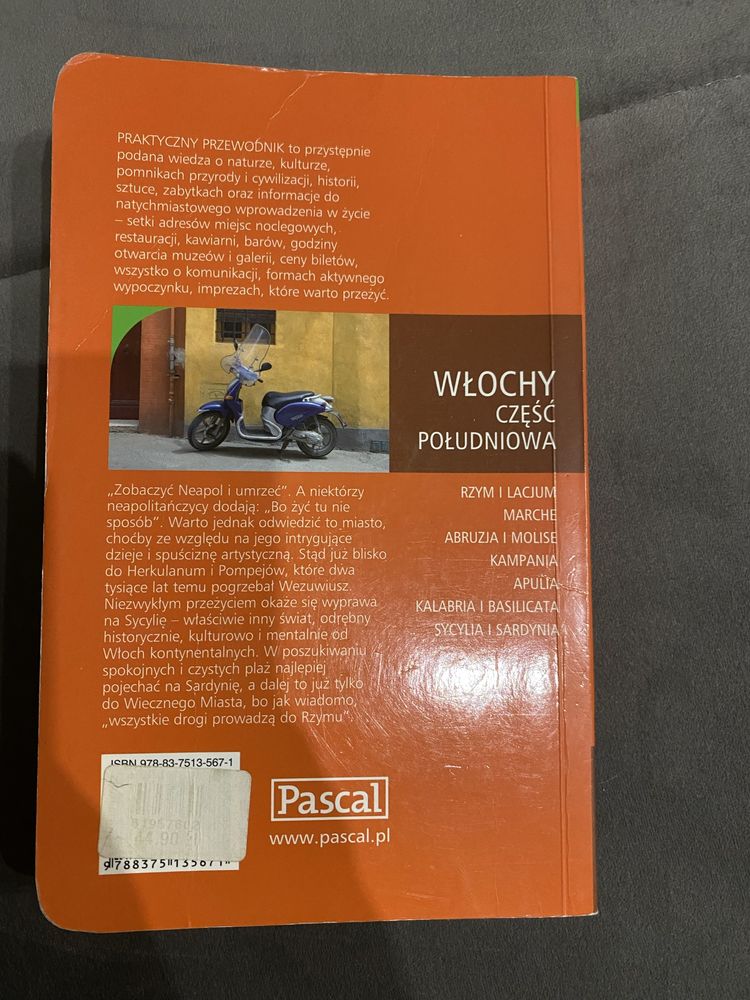 PRAKTYCZNY PRZEWODNIK to przystępnie
podana wiedza o naturze, kulturze,
pomnikach przyrody i cywilizacji, historii,
sztuce, zabytkach oraz informacje do
natychmiastowego wprowadzenia w życie
– setki adresów miejsc noclegowych,
restauracji, kawiarni, barów, godziny
otwarcia muzeów i galerii, ceny biletów,
wszystko o komunikacji, formach aktywnego
wypoczynku, imprezach, które warto przeżyć.
WŁOCHY
CZĘŚĆ
POŁUDNIOWA
„Zobaczyć Neapol i umrzeć”. A niektórzy
neapolitańczycy dodają: „Bo żyć tu nie
sposób”. Warto jednak odwiedzić to miasto,
choćby ze względu na jego intrygujące
dzieje i spuściznę artystyczną. Stąd już blisko
do Herkulanum i Pompejów, które dwa
tysiące lat temu pogrzebał Wezuwiusz.
Niezwykłym przeżyciem okaże się wyprawa
na Sycylię – właściwie inny świat, odrębny
historycznie, kulturowo i mentalnie od
Włoch kontynentalnych. W poszukiwaniu
spokojnych i czystych plaż najlepiej
pojechać na Sardynię, a dalej to już tylko
do Wiecznego Miasta, bo jak wiadomo,
„wszystkie drogi prowadzą do Rzymu”.
RZYM I LACJUM
MARCHE
ABRUZJA I MOLISE
KAMPANIA
APULIA
KALABRIA I BASILICATA
SYCYLIA I SARDYNIA
ISBN 978-83-7513-567-1
44.90
9 788375 135671
Pascal
www.pascal.pl